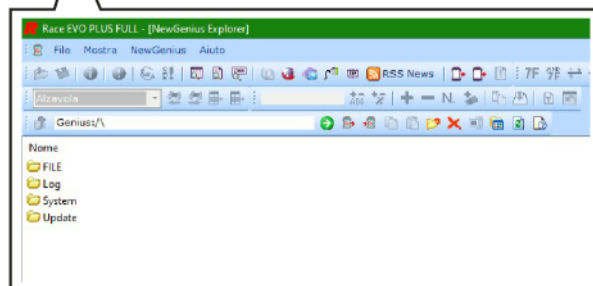 Race EVO PLUS FULL - [NewGenius Explorer]
File Mostra NewGenius Aiuto
RSS News 7F
Alzavola N.
Genius:/\
Nome
FILE
Log
System
Update